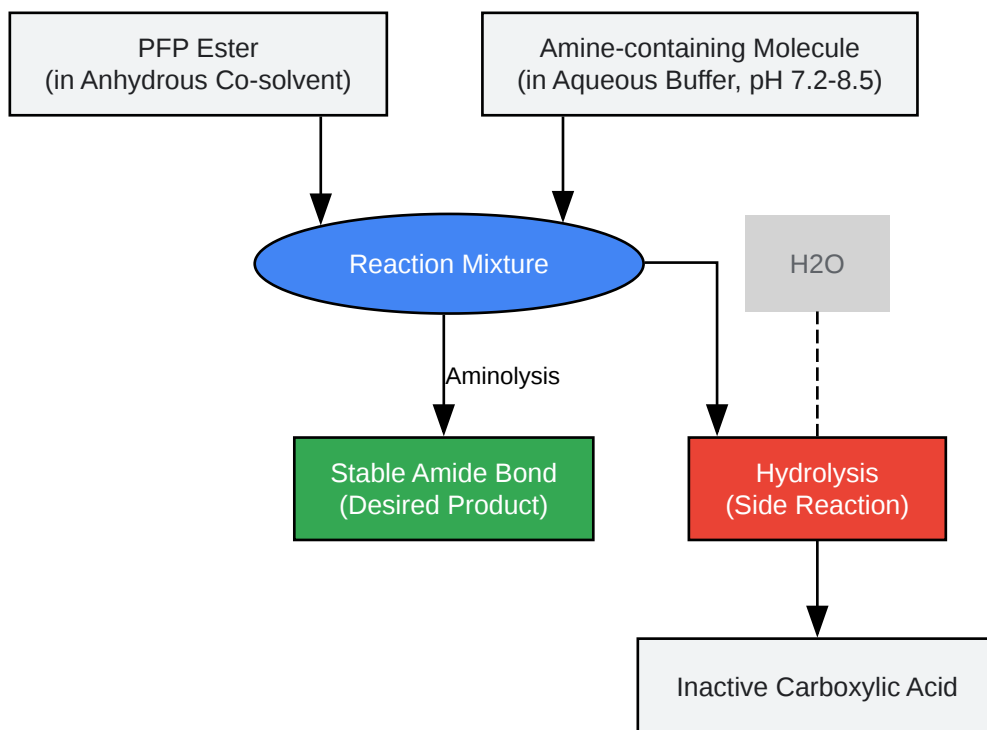 PFP Ester
(in Anhydrous Co-solvent)
Amine-containing Molecule
(in Aqueous Buffer, pH 7.2-8.5)
Reaction Mixture
H2O
Aminolysis
Stable Amide Bond
(Desired Product)
Hydrolysis
(Side Reaction)
Inactive Carboxylic Acid